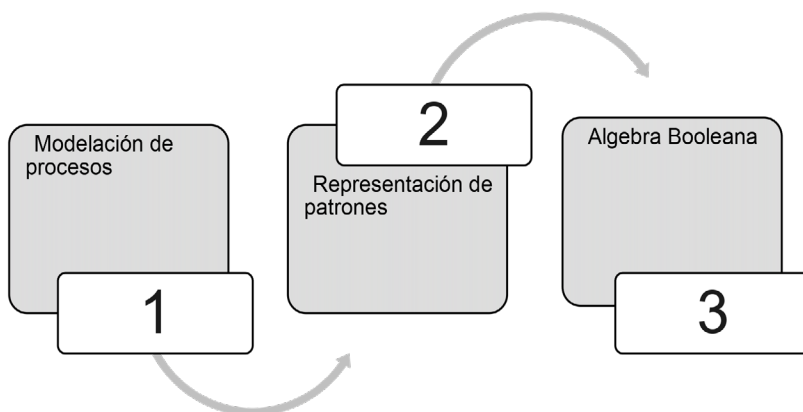 Modelación de
procesos
1
2
Representación de
patrones
Algebra Booleana
3